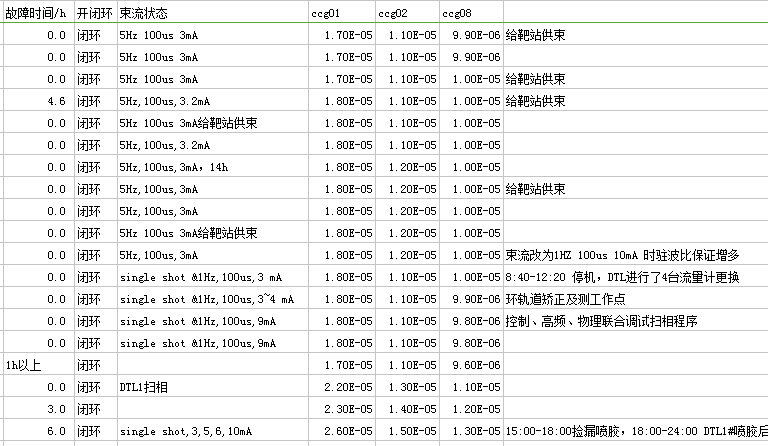 故障时间/h 开闭环 束流状态 ccg01 ccg02 ccg08
0.0 闭环 5Hz 100us 3mA 1.70E-05 1.10E-05 9.90E-06 给靶站供束
0.0 闭环 5Hz 100us 3mA 1.70E-05 1.10E-05 9.90E-06
0.0 闭环 5Hz 100us 3mA 1.70E-05 1.10E-05 1.00E-05 给靶站供束
4.6 闭环 5Hz,100us,3.2mA 1.80E-05 1.10E-05 1.00E-05 给靶站供束
0.0 闭环 5Hz 100us 3mA给靶站供束 1.80E-05 1.10E-05 1.00E-05
0.0 闭环 5Hz,100us,3.2mA 1.80E-05 1.10E-05 1.00E-05
0.0 闭环 5Hz,100us,3mA，14h 1.80E-05 1.20E-05 1.00E-05
0.0 闭环 5Hz,100us,3mA 1.80E-05 1.20E-05 1.00E-05 给靶站供束
0.0 闭环 5Hz,100us,3mA 1.80E-05 1.20E-05 1.00E-05
0.0 闭环 5Hz 100us 3mA给靶站供束 1.80E-05 1.20E-05 1.00E-05
0.0 闭环 5Hz,100us,3mA 1.80E-05 1.20E-05 1.00E-05 束流改为1HZ 100us 10mA 时驻波比保证增多
0.0 闭环 single shot &1Hz,100us,3 mA 1.80E-05 1.10E-05 1.00E-05 8:40-12:20 停机，DTL进行了4台流量计更换
0.0 闭环 single shot &1Hz,100us,3~4 mA 1.80E-05 1.10E-05 9.90E-06 环轨道矫正及测工作点
0.0 闭环 single shot &1Hz,100us,9mA 1.80E-05 1.10E-05 9.80E-06 控制、高频、物理联合调试扫相程序
0.0 闭环 single shot &1Hz,100us,9mA 1.80E-05 1.10E-05 9.80E-06
1h以上 闭环 1.70E-05 1.10E-05 9.60E-06
0.0 闭环 DTL1扫相 2.20E-05 1.30E-05 1.10E-05
3.0 闭环 2.30E-05 1.40E-05 1.20E-05
6.0 闭环 single shot,3,5,6,10mA 2.60E-05 1.50E-05 1.30E-05 15:00-18:00捡漏喷胶，18:00-24:00 DTL1#喷胶后